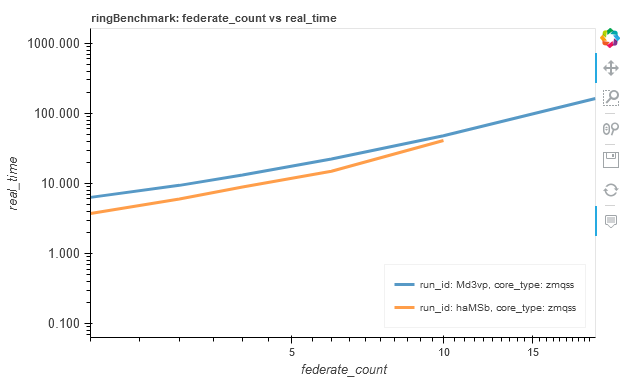 ringBenchmark: federate_count vs real_time
1000.000
100.000
10.000
1.000
0.100
real_time
run_id: Md3vp, core_type: zmqss
run_id: haMSb, core_type: zmqss
5
10
15
federate_count